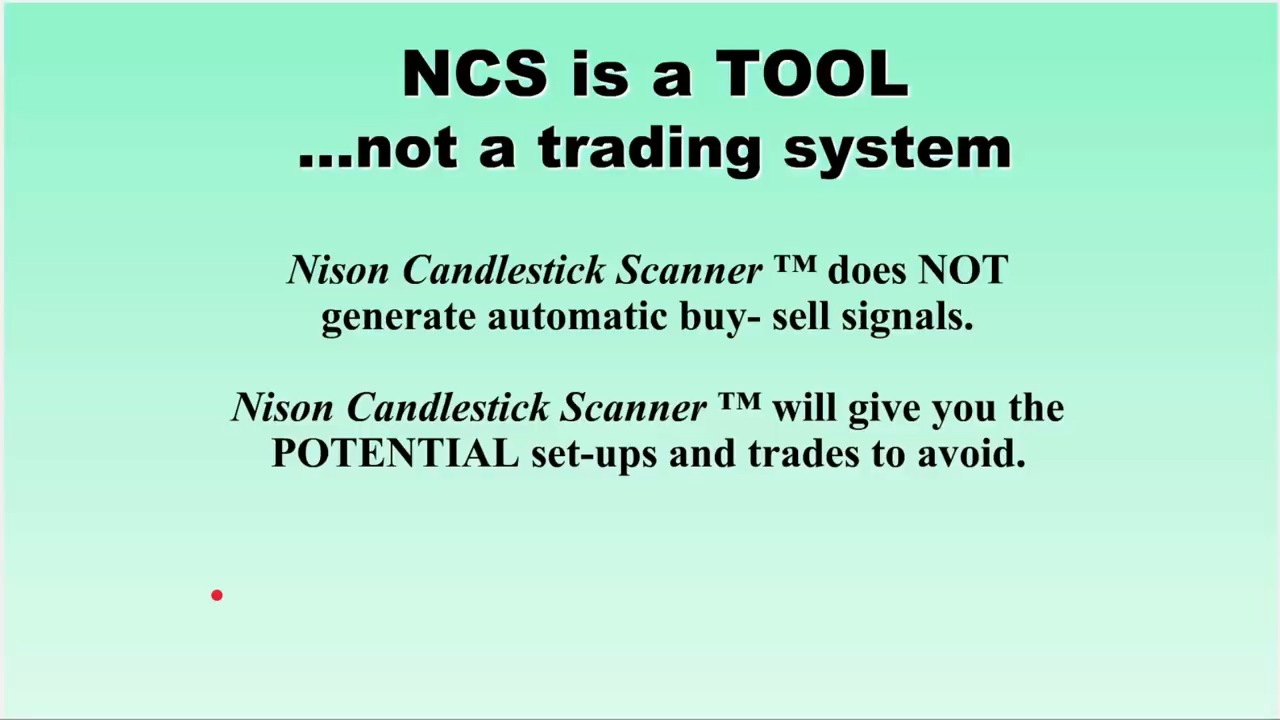 NCS is a TOOL
...not a trading system
Nison Candlestick Scanner ™ does NOT
generate automatic buy- sell signals.
Nison Candlestick Scanner ™ will give you the
POTENTIAL set-ups and trades to avoid.